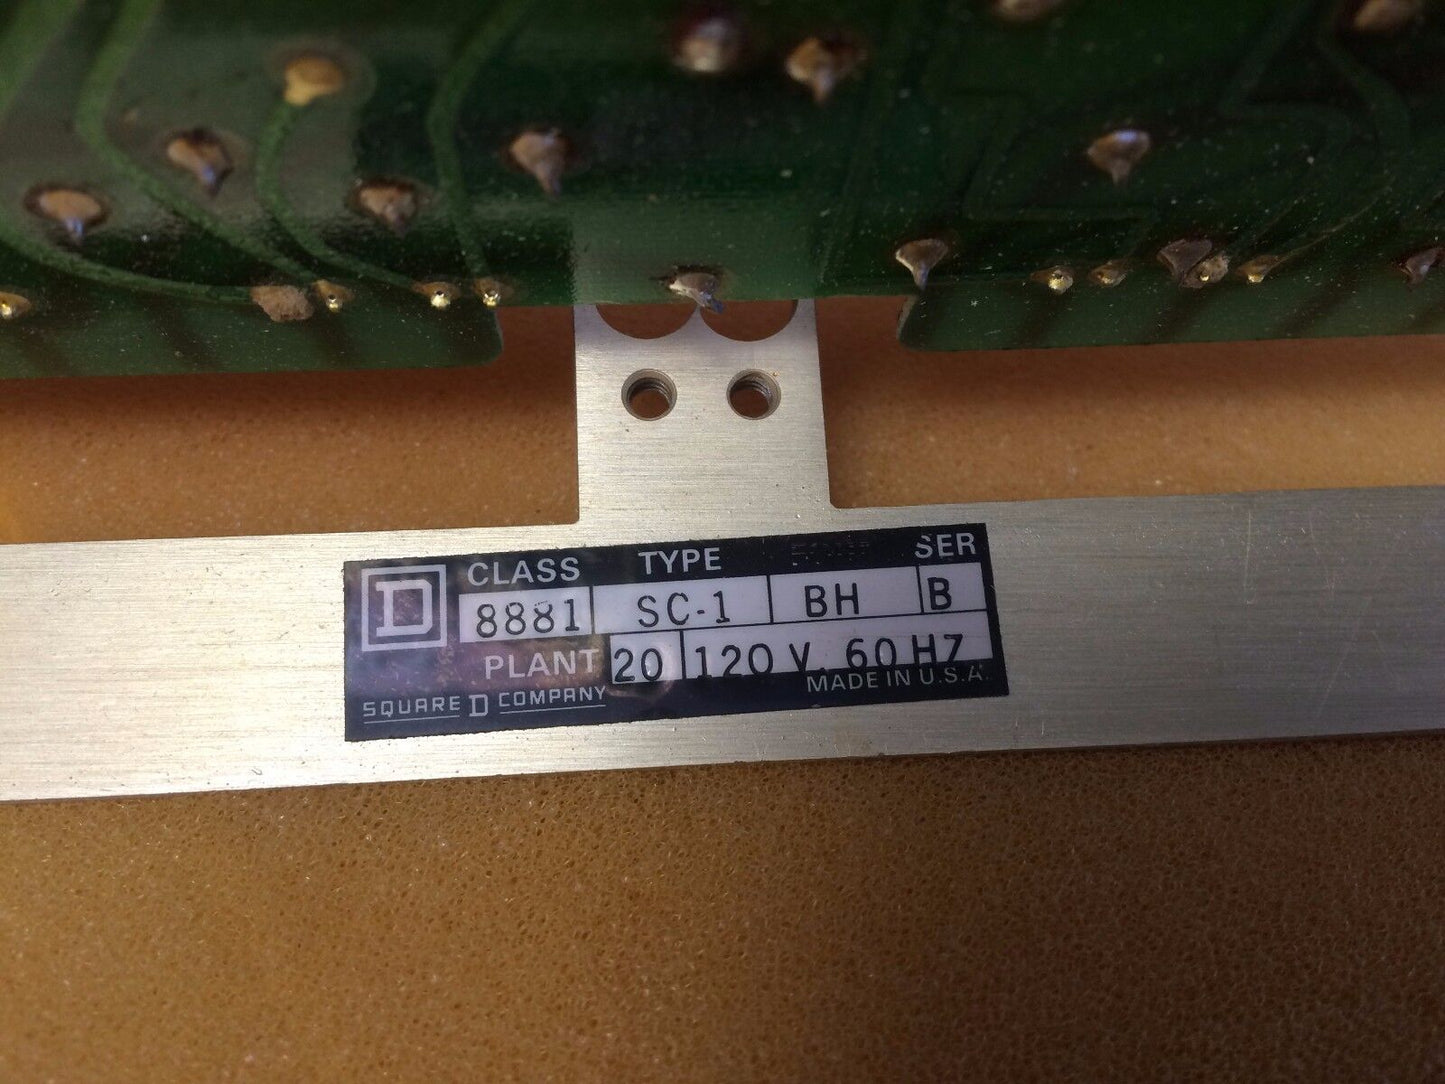 D CLASS TYPE SER
8881 SC-1 BH B
PLANT 20 120 V. 60 HZ
SQUARE D COMPANY MADE IN U.S.A.